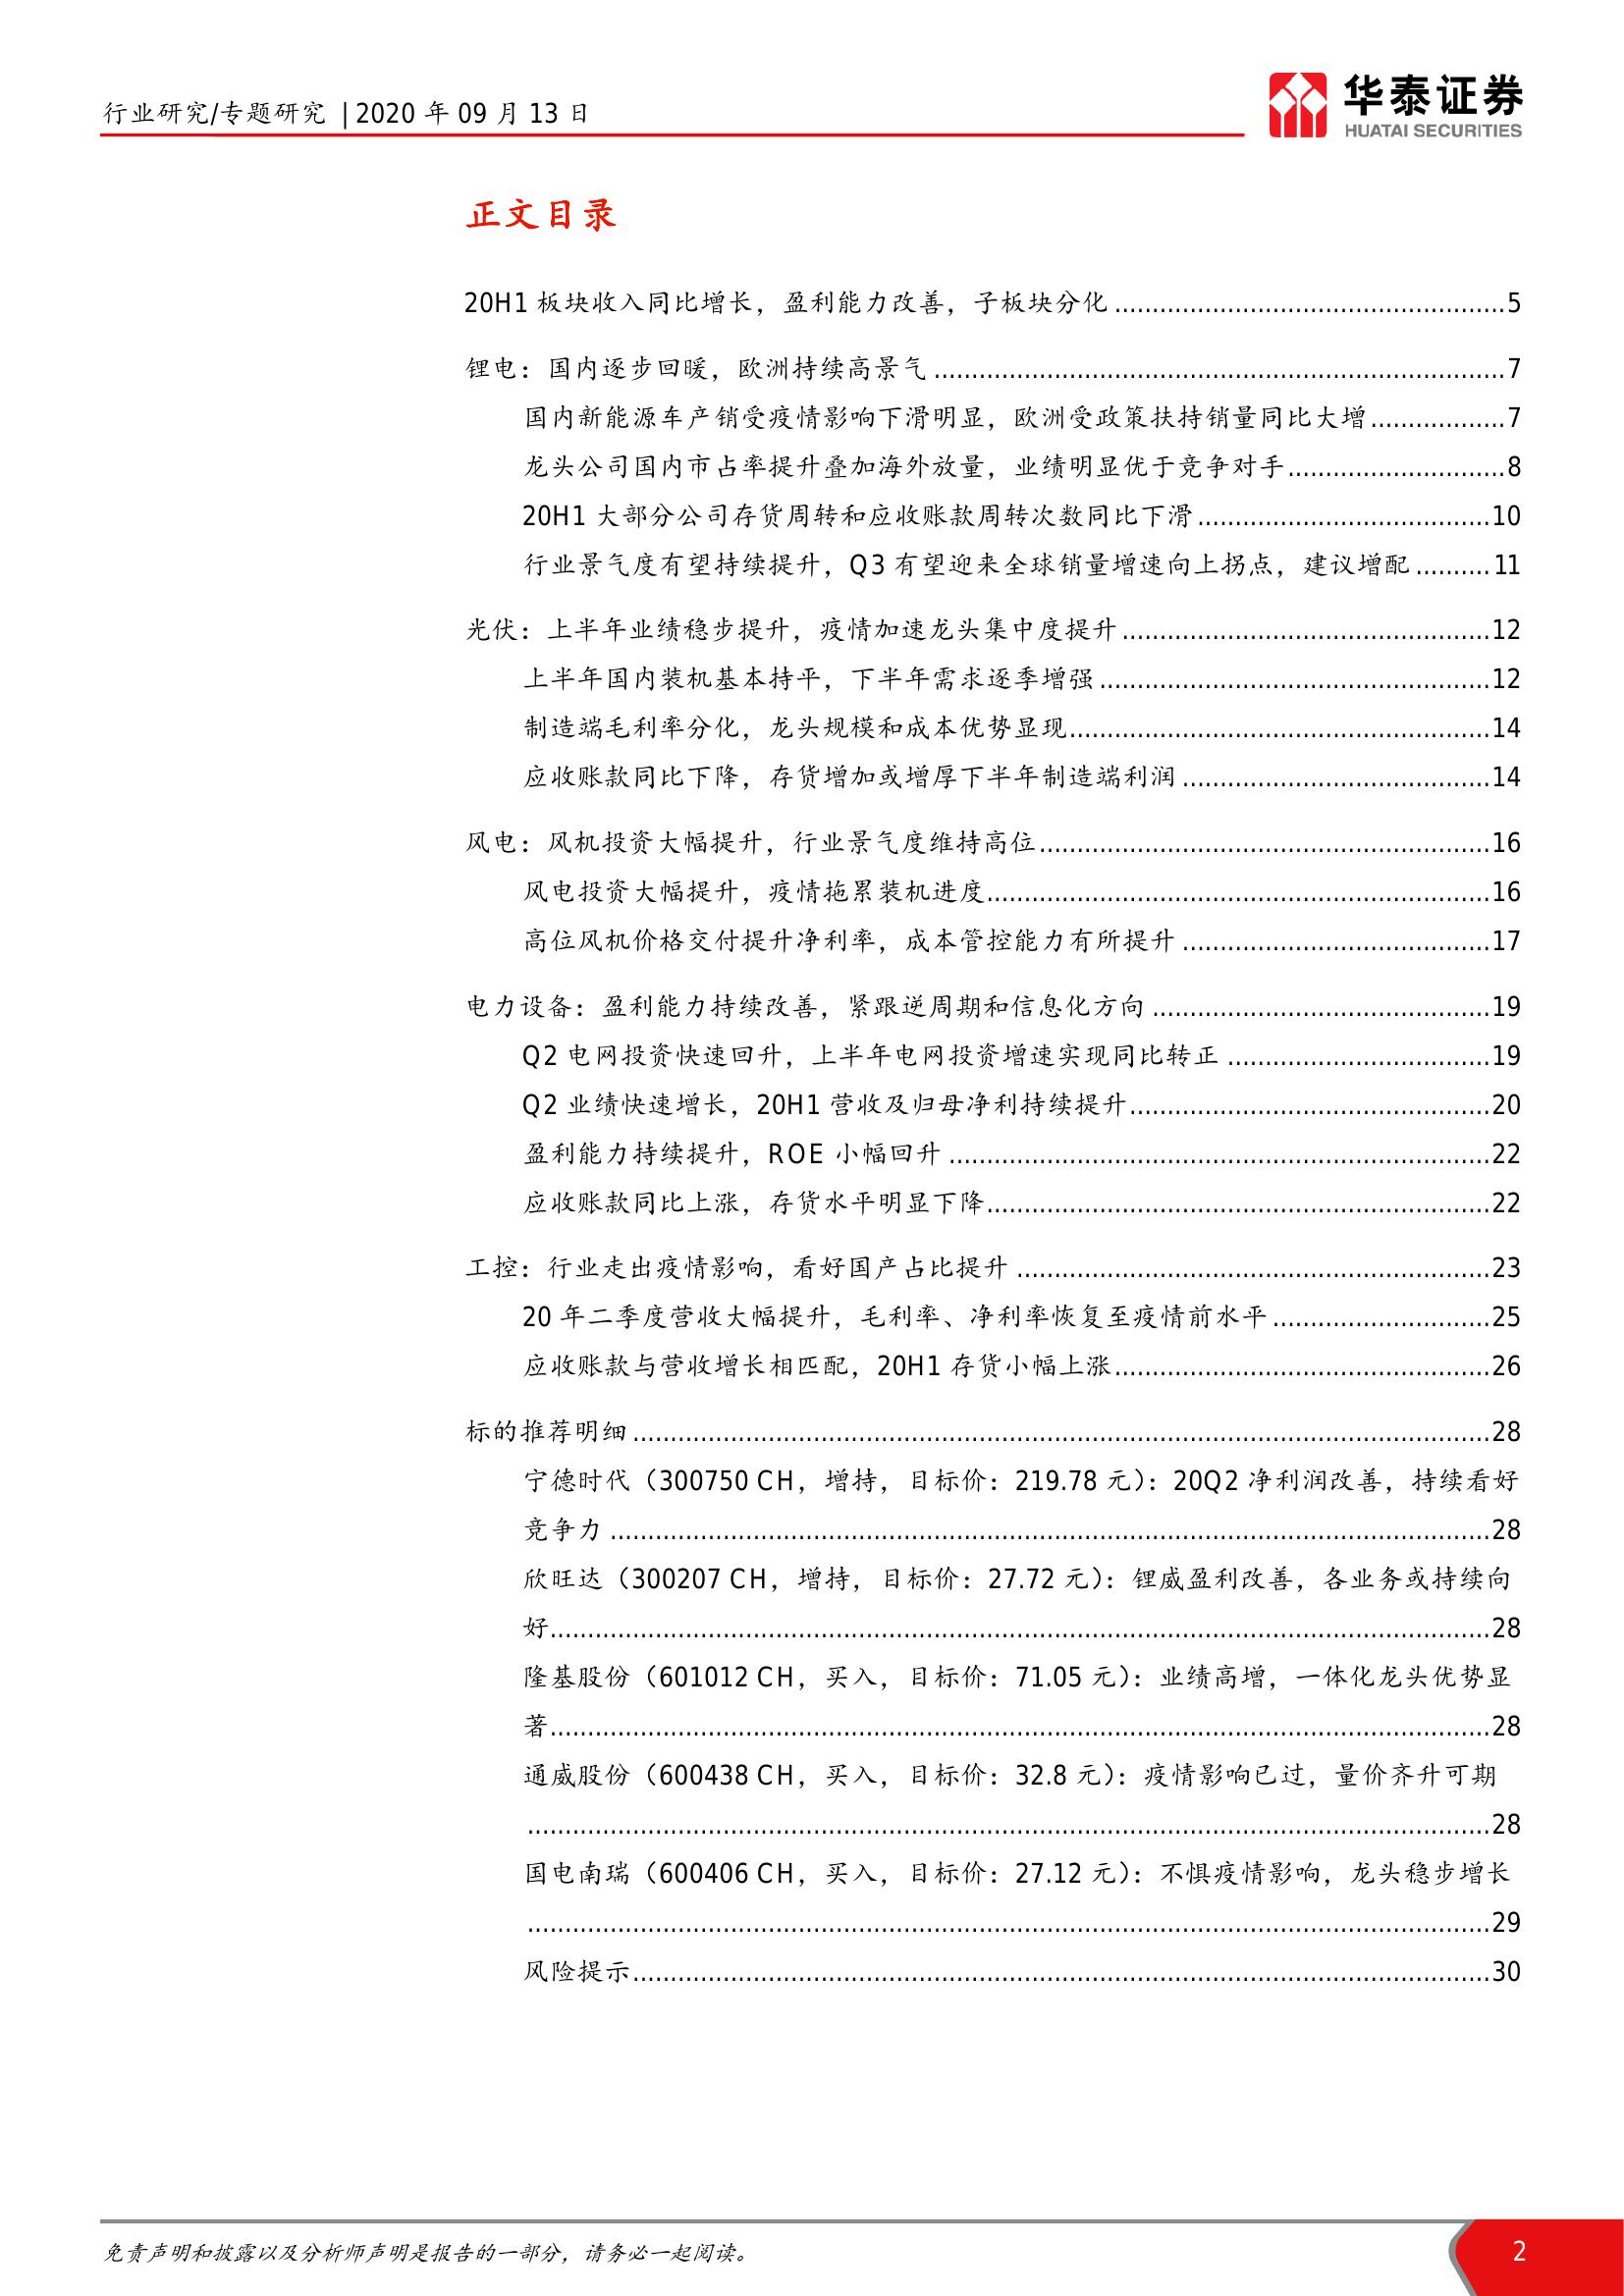 行业研究/专题研究 | 2020 年 09 月 13 日
华泰证券
HUATAI SECURITIES
正文目录
20H1 板块收入同比增长，盈利能力改善，子板块分化....................................................5
锂电：国内逐步回暖，欧洲持续高景气............................................................................7
国内新能源车产销受疫情影响下滑明显，欧洲受政策扶持销量同比大增..................7
龙头公司国内市占率提升叠加海外放量，业绩明显优于竞争对手...........................8
20H1 大部分公司存货周转和应收账款周转次数同比下滑.......................................10
行业景气度有望持续提升，Q3 有望迎来全球销量增速向上拐点，建议增配..........11
光伏：上半年业绩稳步提升，疫情加速龙头集中度提升.................................................12
上半年国内装机基本持平，下半年需求逐季增强....................................................12
制造端毛利率分化，龙头规模和成本优势显现........................................................14
应收账款同比下降，存货增加或增厚下半年制造端利润.........................................14
风电：风机投资大幅提升，行业景气度维持高位............................................................16
风电投资大幅提升，疫情拖累装机进度...................................................................16
高位风机价格交付提升净利率，成本管控能力有所提升.........................................17
电力设备：盈利能力持续改善，紧跟逆周期和信息化方向.............................................19
Q2 电网投资快速回升，上半年电网投资增速实现同比转正...................................19
Q2 业绩快速增长，20H1 营收及归母净利持续提升................................................20
盈利能力持续提升，ROE 小幅回升........................................................................22
应收账款同比上涨，存货水平明显下降...................................................................22
工控：行业走出疫情影响，看好国产占比提升...............................................................23
20 年二季度营收大幅提升，毛利率、净利率恢复至疫情前水平.............................25
应收账款与营收增长相匹配，20H1 存货小幅上涨..................................................26
标的推荐明细..................................................................................................................28
宁德时代（300750 CH，增持，目标价：219.78 元）：20Q2 净利润改善，持续看好
竞争力.....................................................................................................................28
欣旺达（300207 CH，增持，目标价：27.72 元）：锂威盈利改善，各业务或持续向
好.............................................................................................................................28
隆基股份（601012 CH，买入，目标价：71.05 元）：业绩高增，一体化龙头优势显
著.............................................................................................................................28
通威股份（600438 CH，买入，目标价：32.8 元）：疫情影响已过，量价齐升可期
................................................................................................................................28
国电南瑞（600406 CH，买入，目标价：27.12 元）：不惧疫情影响，龙头稳步增长
................................................................................................................................29
风险提示..................................................................................................................30
免责声明和披露以及分析师声明是报告的一部分，请务必一起阅读。
2